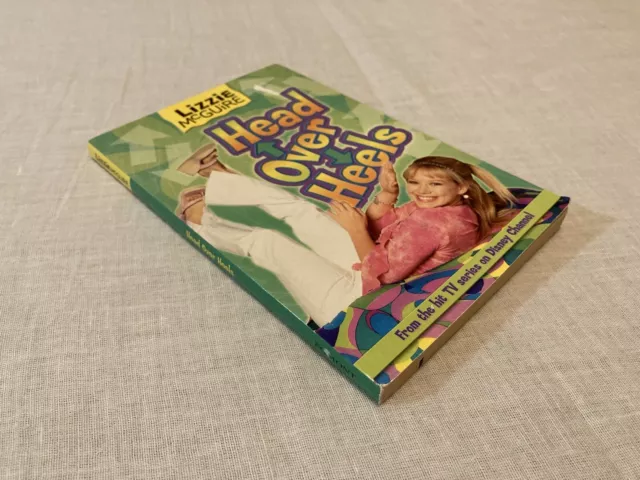 Lizzie
McGUIRE
Head
Over
Heels
From the hit TV series on Disney Channel
Head Over Heels